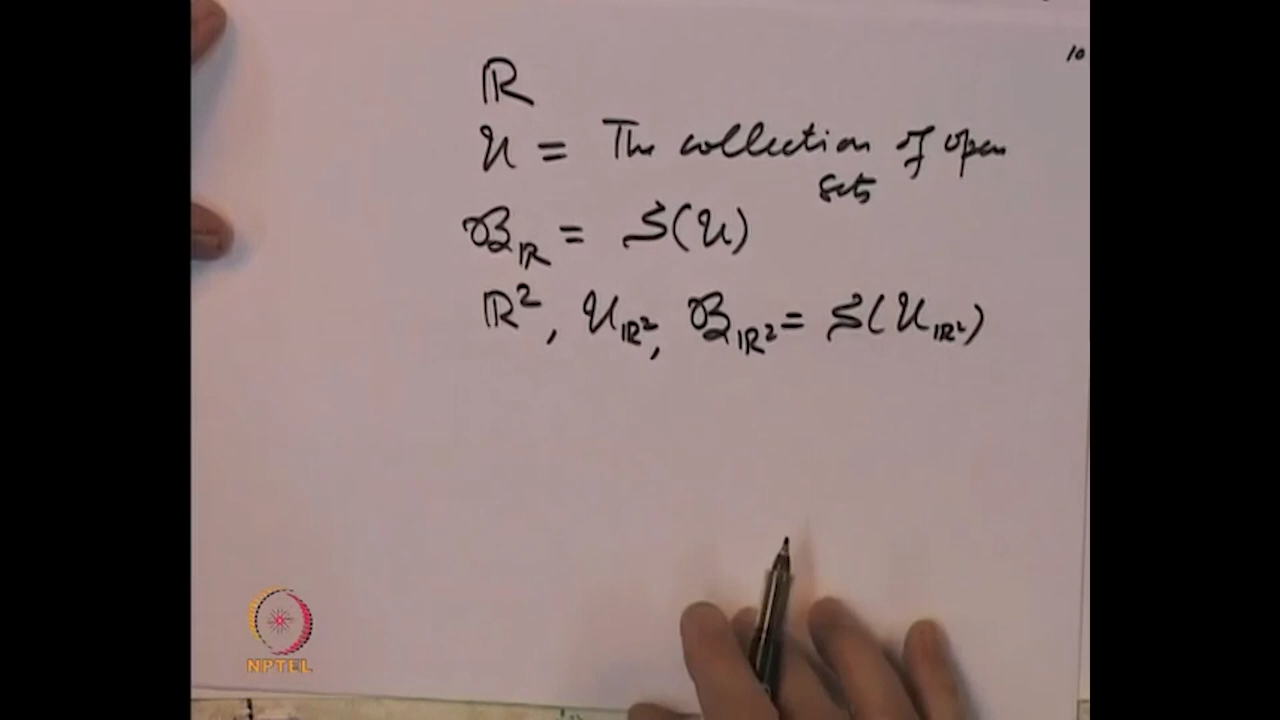 10
ℝ
𝒰 = The collection of open
sets
ℬ_ℝ = 𝒮(𝒰)
ℝ², 𝒰_ℝ², ℬ_ℝ² = 𝒮(𝒰_ℝ²)
NPTEL